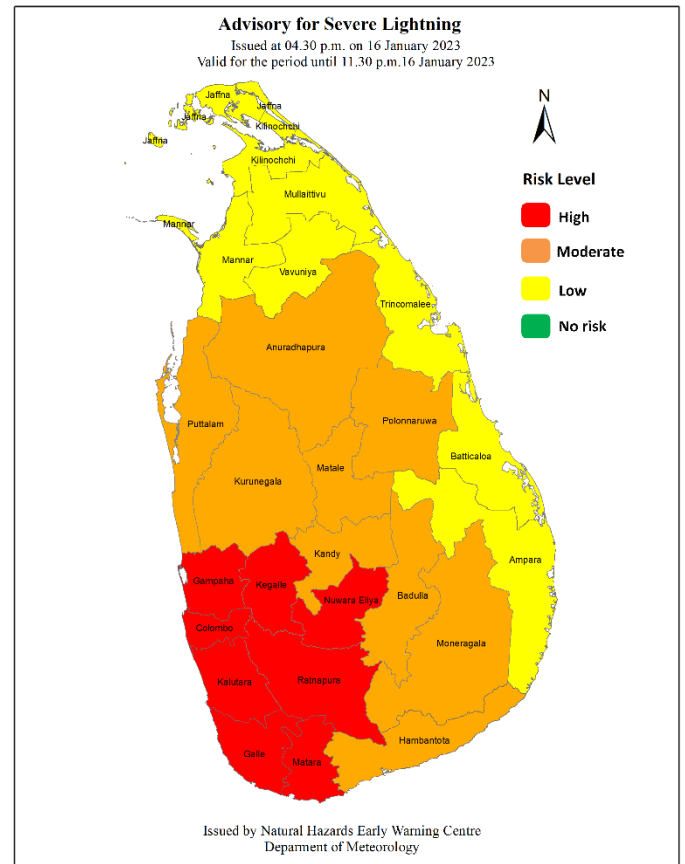 Advisory for Severe Lightning
Issued at 04.30 p.m. on 16 January 2023
Valid for the period until 11.30 p.m.16 January 2023
N
Risk Level
High
Moderate
Low
No risk
Jaffna
Jaffna
Jaffna
Jaffna
Kilinochchi
Kilinochchi
Mullaittivu
Mannar
Mannar
Vavuniya
Trincomalee
Anuradhapura
Polonnaruwa
Puttalam
Batticaloa
Matale
Kurunegala
Kandy
Ampara
Gampaha
Kegalle
Nuwara Eliya
Badulla
Colombo
Moneragala
Kalutara
Ratnapura
Hambantota
Galle
Matara
Issued by Natural Hazards Early Warning Centre
Department of Meteorology